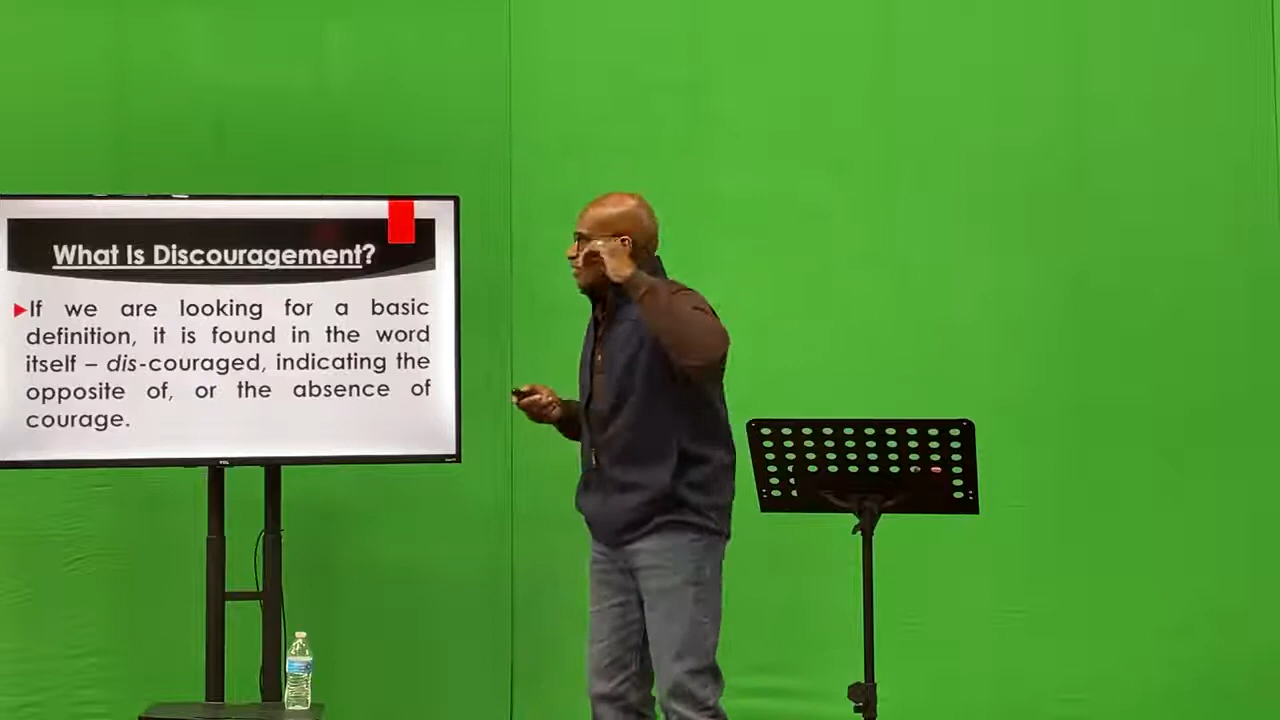 What Is Discouragement?
If we are looking for a basic
definition, it is found in the word
itself – dis-couraged, indicating the
opposite of, or the absence of
courage.
TCL